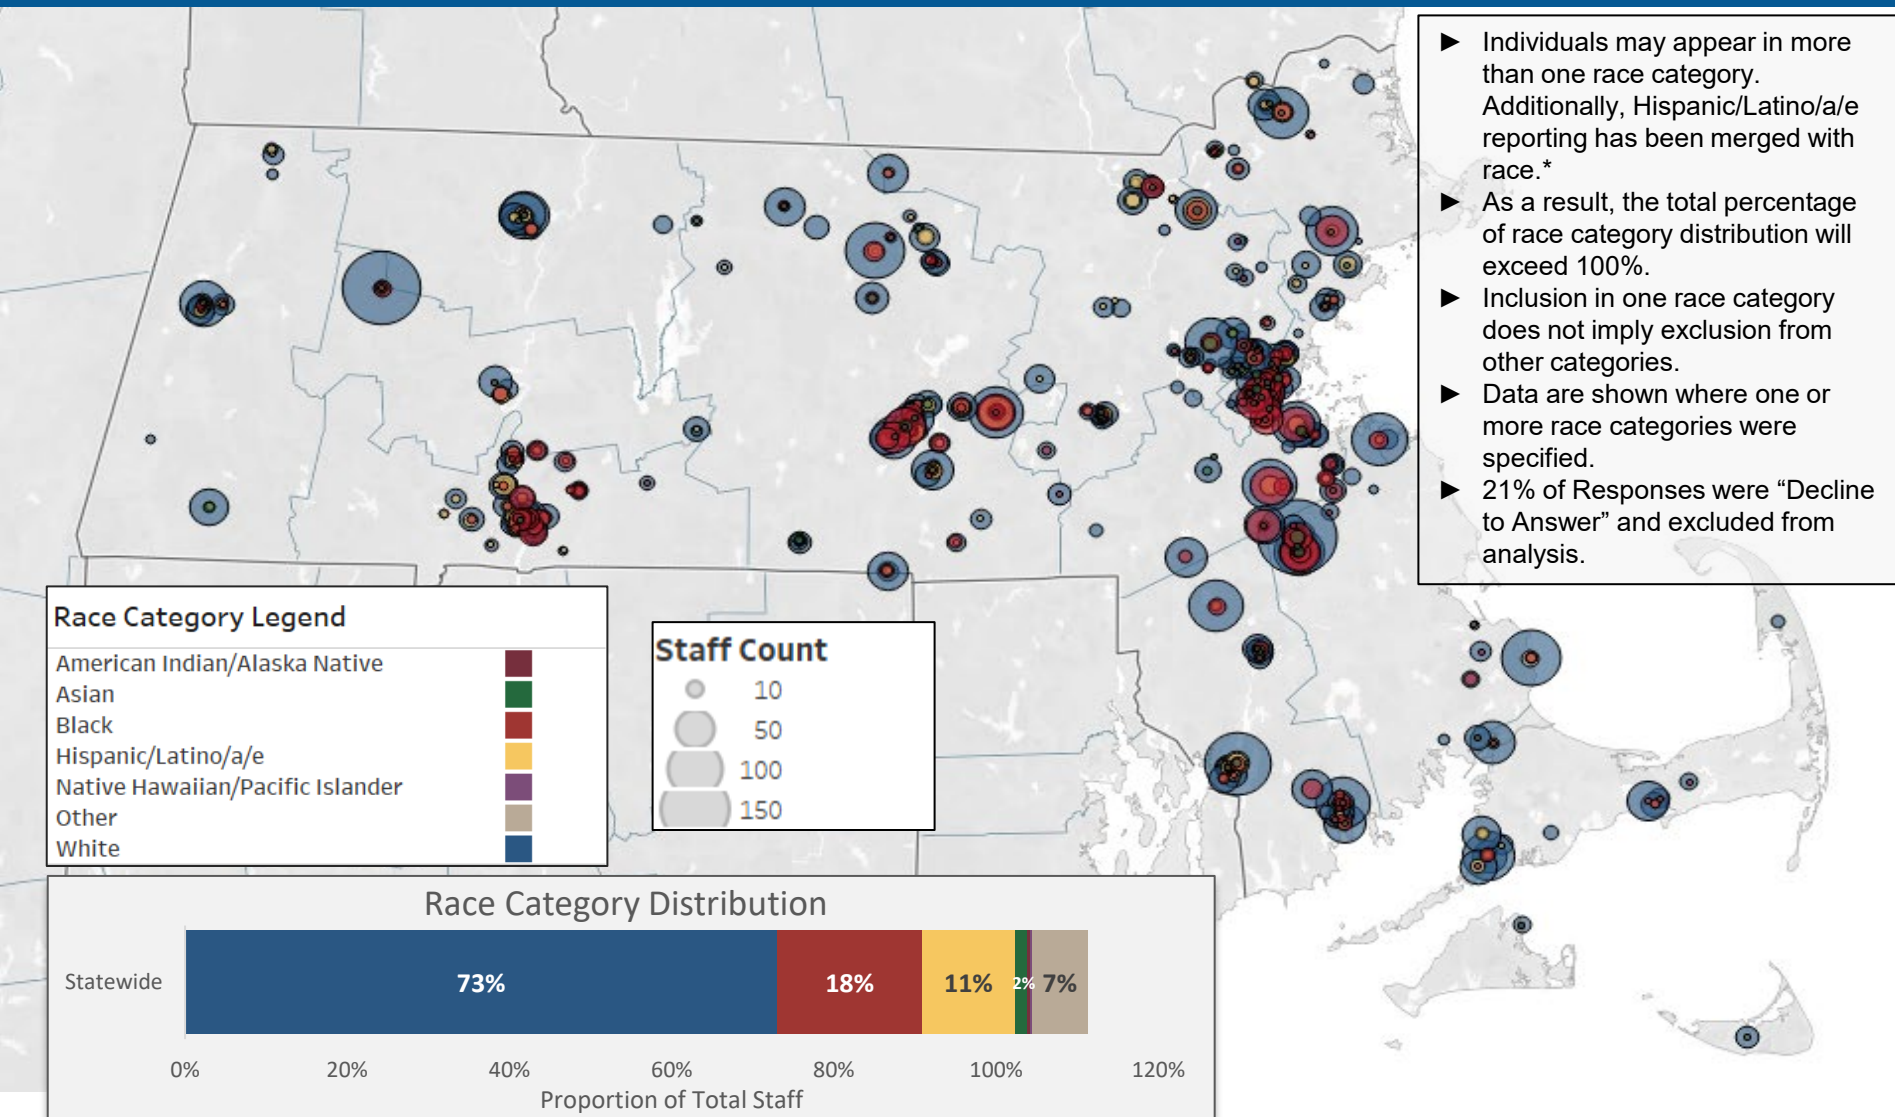 ► Individuals may appear in more
than one race category.
Additionally, Hispanic/Latino/a/e
reporting has been merged with
race.*
► As a result, the total percentage
of race category distribution will
exceed 100%.
► Inclusion in one race category
does not imply exclusion from
other categories.
► Data are shown where one or
more race categories were
specified.
► 21% of Responses were “Decline
to Answer” and excluded from
analysis.
Race Category Legend
American Indian/Alaska Native
Asian
Black
Hispanic/Latino/a/e
Native Hawaiian/Pacific Islander
Other
White
Staff Count
10
50
100
150
Race Category Distribution
Statewide 73% 18% 11% 2% 7%
0% 20% 40% 60% 80% 100% 120%
Proportion of Total Staff